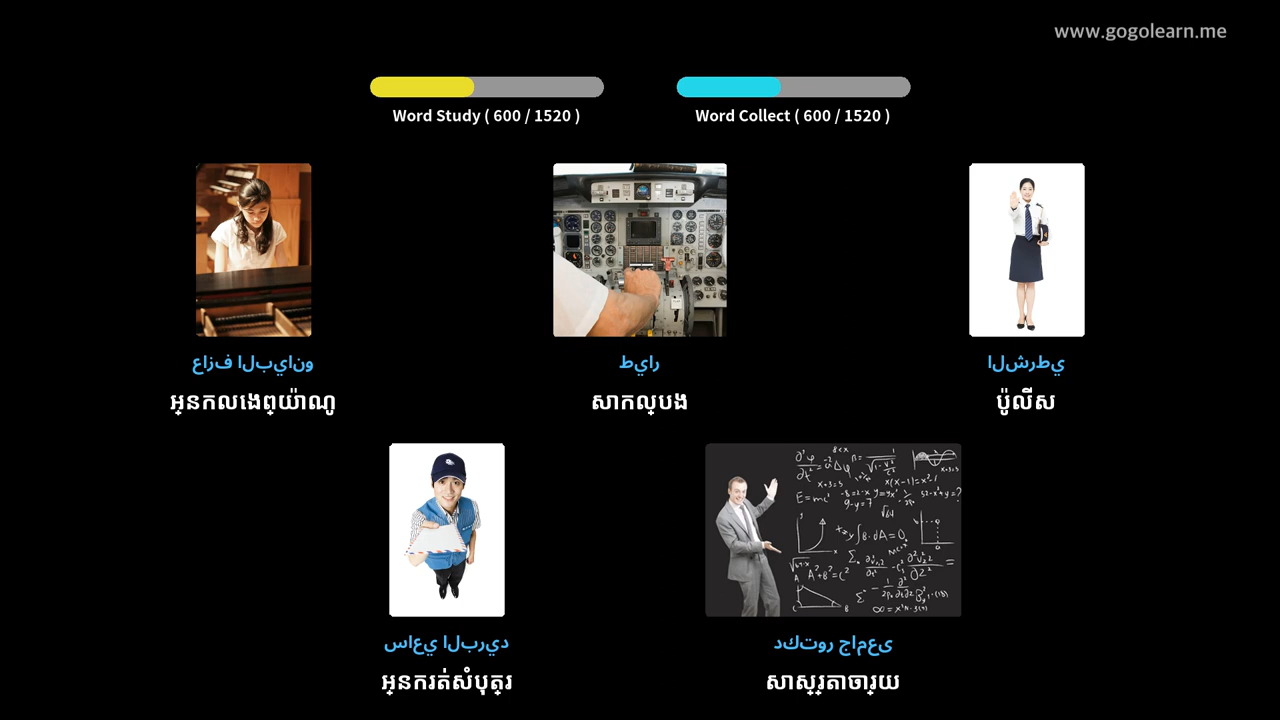 www.gogolearn.me
Word Study ( 600 / 1520 )
Word Collect ( 600 / 1520 )
عازف البيانو
អ្នកលេងព្យ៉ាណូ
طيار
សាកល្បង
الشرطي
ប៉ូលីស
ساعي البريد
អ្នករត់សំបុត្រ
دكتور جامعى
សាស្រ្តាចារ្យ